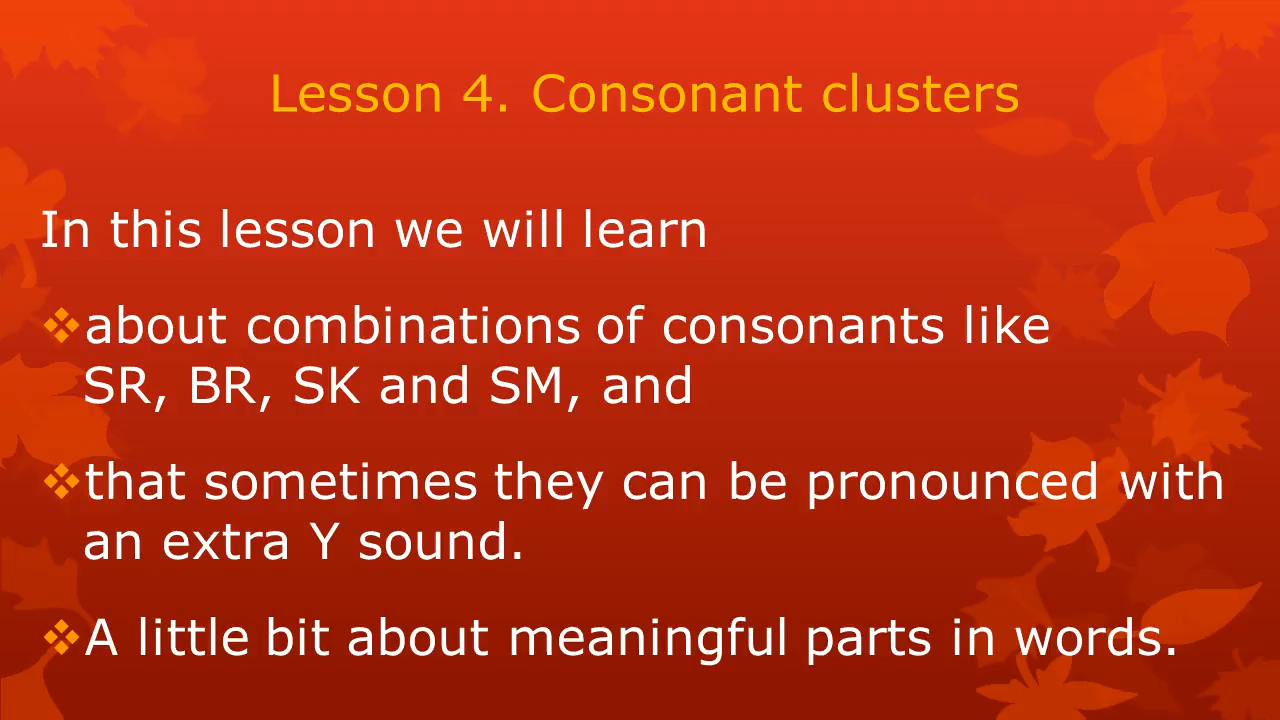 Lesson 4. Consonant clusters
In this lesson we will learn
❖about combinations of consonants like
SR, BR, SK and SM, and
❖that sometimes they can be pronounced with
an extra Y sound.
❖A little bit about meaningful parts in words.